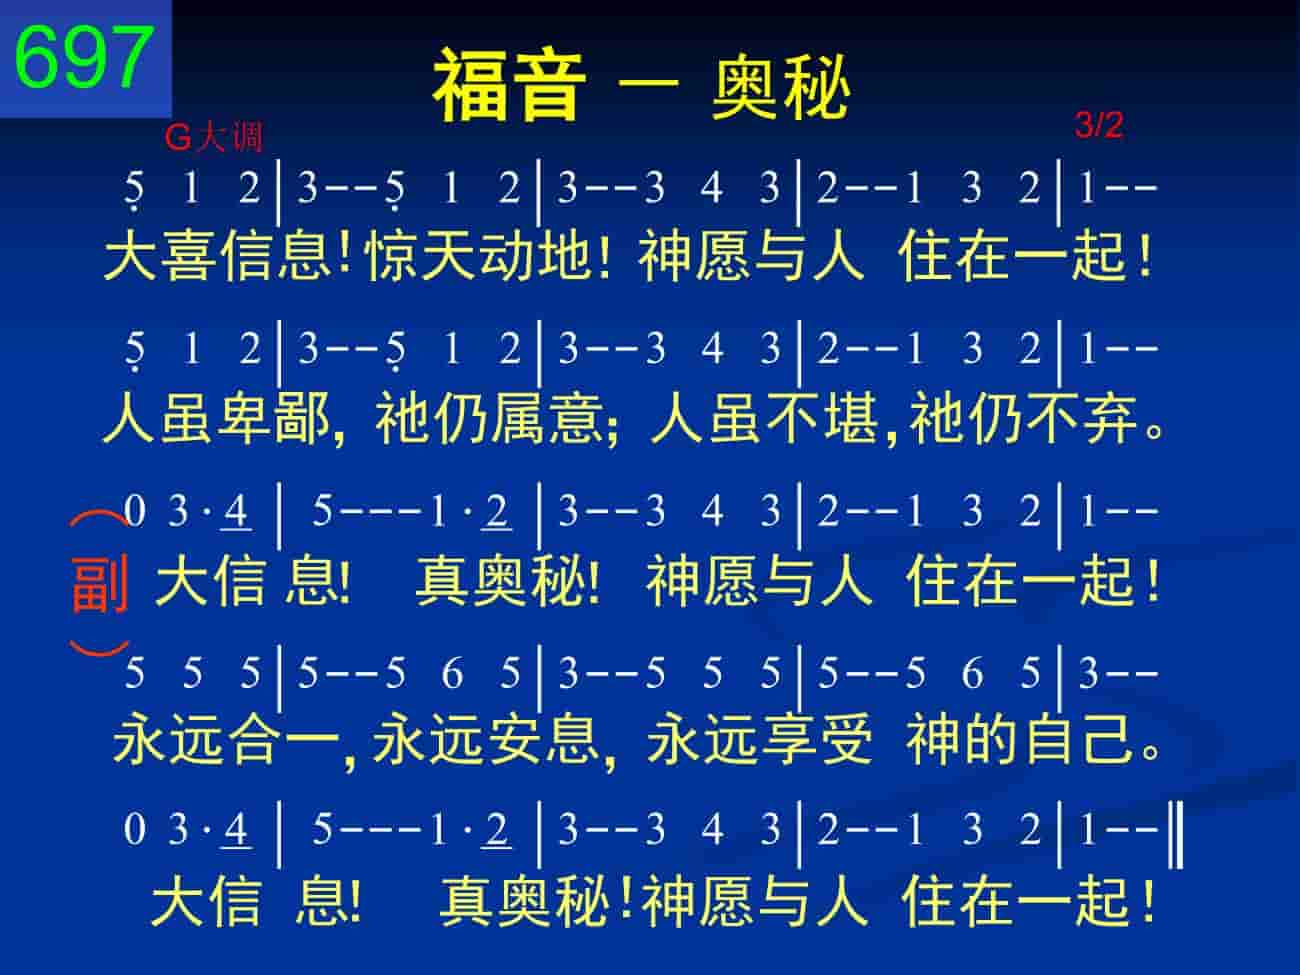 697
福音 — 奥秘
G大调 3/2
5̣ 1 2 | 3--5̣ 1 2 | 3--3 4 3 | 2--1 3 2 | 1--
大喜信息！惊天动地！神愿与人 住在一起！
5̣ 1 2 | 3--5̣ 1 2 | 3--3 4 3 | 2--1 3 2 | 1--
人虽卑鄙，祂仍属意；人虽不堪，祂仍不弃。
0 3·4̲ | 5---1·2̲ | 3--3 4 3 | 2--1 3 2 | 1--
（副） 大信 息！ 真奥秘！ 神愿与人 住在一起！
5 5 5 | 5--5 6 5 | 3--5 5 5 | 5--5 6 5 | 3--
永远合一，永远安息，永远享受 神的自己。
0 3·4̲ | 5---1·2̲ | 3--3 4 3 | 2--1 3 2 | 1--‖
大信 息！ 真奥秘！神愿与人 住在一起！